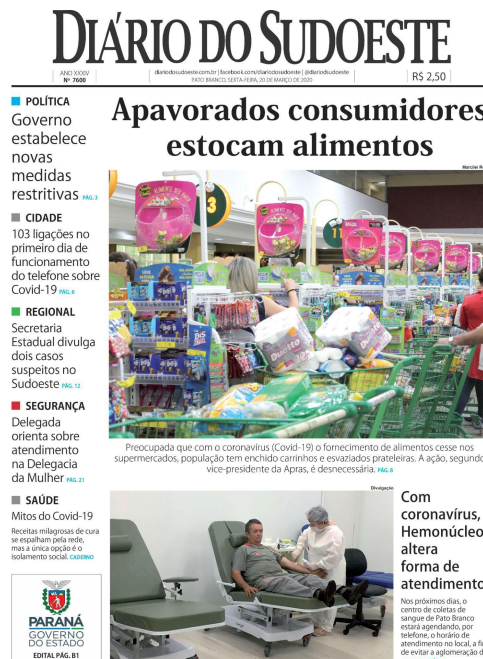 DIÁRIO DO SUDOESTE
ANO XXXIV
Nº 7600
diariodosudoeste.com.br | facebook.com/diariodosudoeste | @diariodosudoeste
PATO BRANCO, SEXTA-FEIRA, 20 DE MARÇO DE 2020
R$ 2,50
POLÍTICA
Governo
estabelece
novas
medidas
restritivas PÁG. 3
CIDADE
103 ligações no
primeiro dia de
funcionamento
do telefone sobre
Covid-19 PÁG. 6
REGIONAL
Secretaria
Estadual divulga
dois casos
suspeitos no
Sudoeste PÁG. 12
SEGURANÇA
Delegada
orienta sobre
atendimento
na Delegacia
da Mulher PÁG. 21
SAÚDE
Mitos do Covid-19
Receitas milagrosas de cura
se espalham pela rede,
mas a única opção é o
isolamento social. CADERNO
PARANÁ
GOVERNO
DO ESTADO
EDITAL PÁG. B1
Apavorados consumidores
estocam alimentos
3
11
Duetto
Preocupada que com o coronavírus (Covid-19) o fornecimento de alimentos cesse nos
supermercados, população tem enchido carrinhos e esvaziados prateleiras. A ação, segundo
vice-presidente da Apras, é desnecessária. PÁG. 8
Divulgação
Com
coronavírus,
Hemonúcleo
altera
forma de
atendimento
Nos próximos dias, o
centro de coletas de
sangue de Pato Branco
estará agendando, por
telefone, o horário de
atendimento no local, a fi
de evitar a aglomeração d